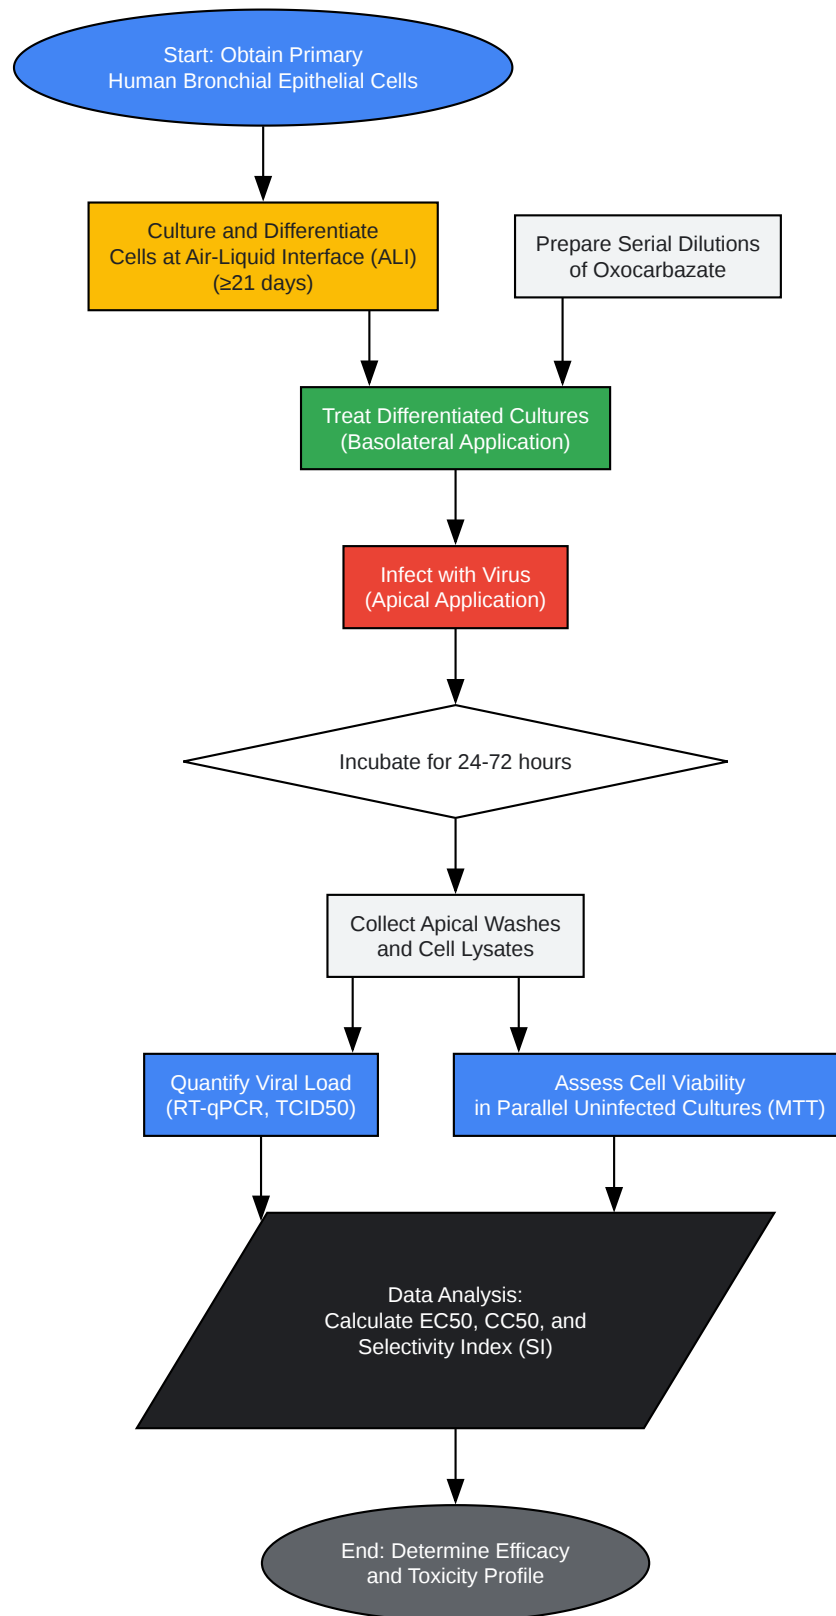 Start: Obtain Primary
Human Bronchial Epithelial Cells
Culture and Differentiate
Cells at Air-Liquid Interface (ALI)
(≥21 days)
Prepare Serial Dilutions
of Oxocarbazate
Treat Differentiated Cultures
(Basolateral Application)
Infect with Virus
(Apical Application)
Incubate for 24-72 hours
Collect Apical Washes
and Cell Lysates
Quantify Viral Load
(RT-qPCR, TCID50)
Assess Cell Viability
in Parallel Uninfected Cultures (MTT)
Data Analysis:
Calculate EC50, CC50, and
Selectivity Index (SI)
End: Determine Efficacy
and Toxicity Profile